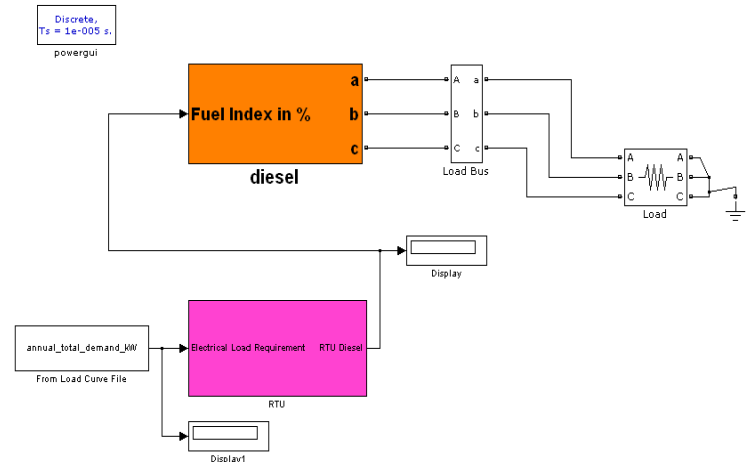 Discrete,
Ts = 1e-005 s.
powergui
Fuel Index in %
a
b
c
diesel
A
B
C
a
b
c
Load Bus
A
B
C
A
B
C
Load
Display
Electrical Load Requirement
RTU Diesel
RTU
annual_total_demand_kW
From Load Curve File
Display1